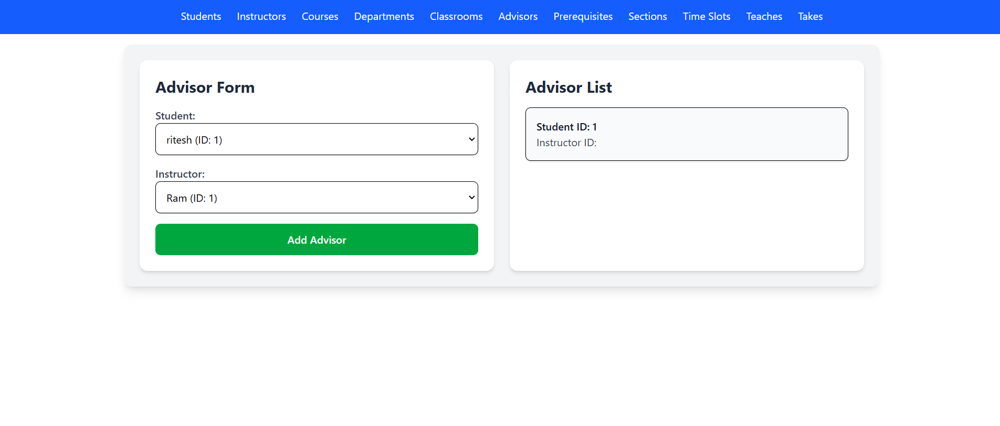 Students Instructors Courses Departments Classrooms Advisors Prerequisites Sections Time Slots Teaches Takes
Advisor Form
Student:
ritesh (ID: 1)
Instructor:
Ram (ID: 1)
Add Advisor
Advisor List
Student ID: 1
Instructor ID: